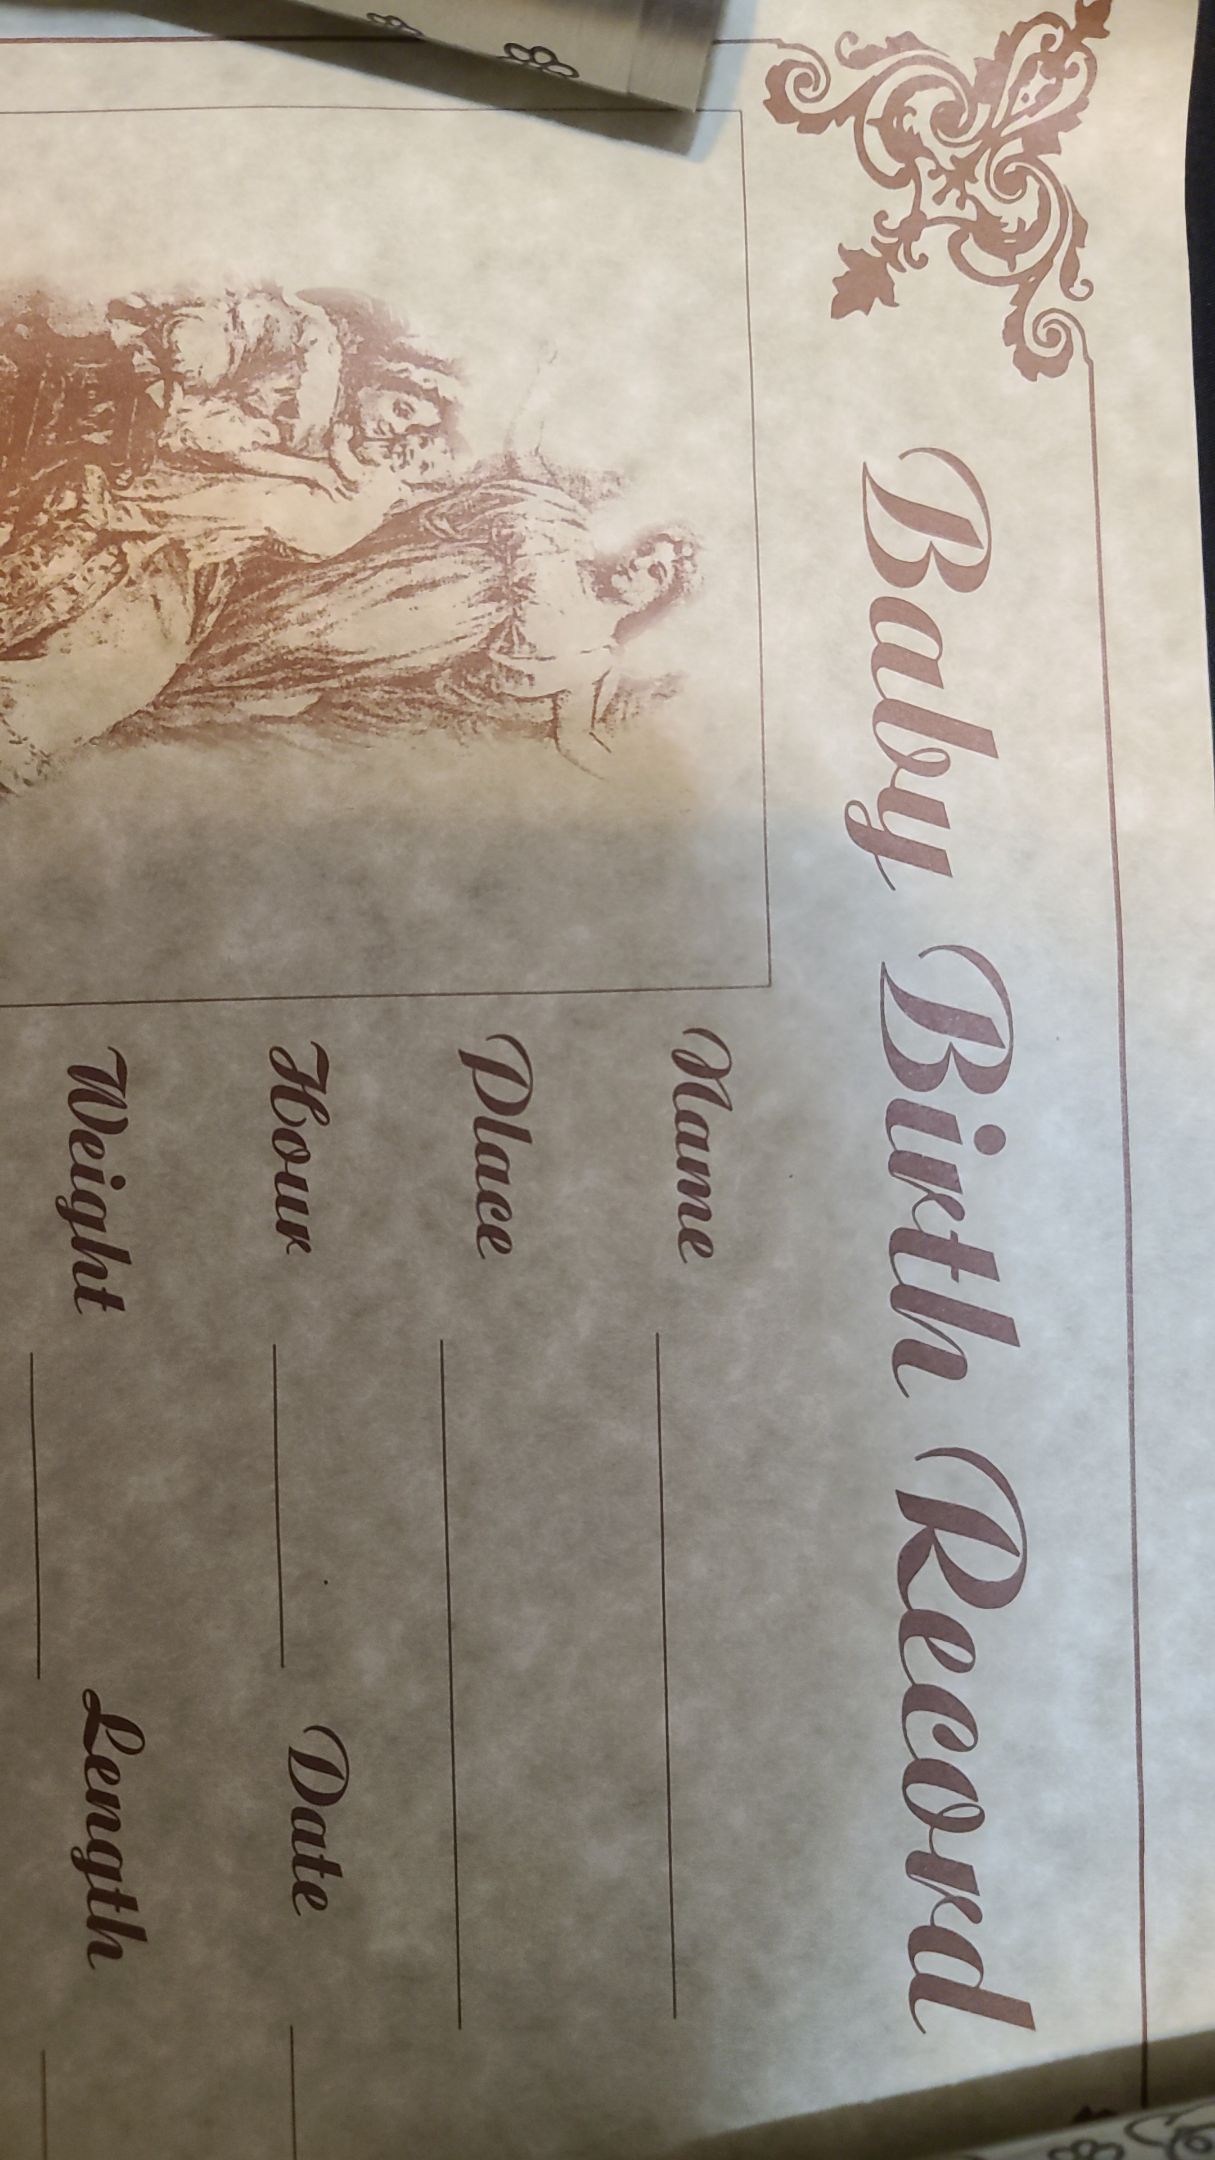 Baby Birth Record
Name
Place
Hour Date
Weight Length